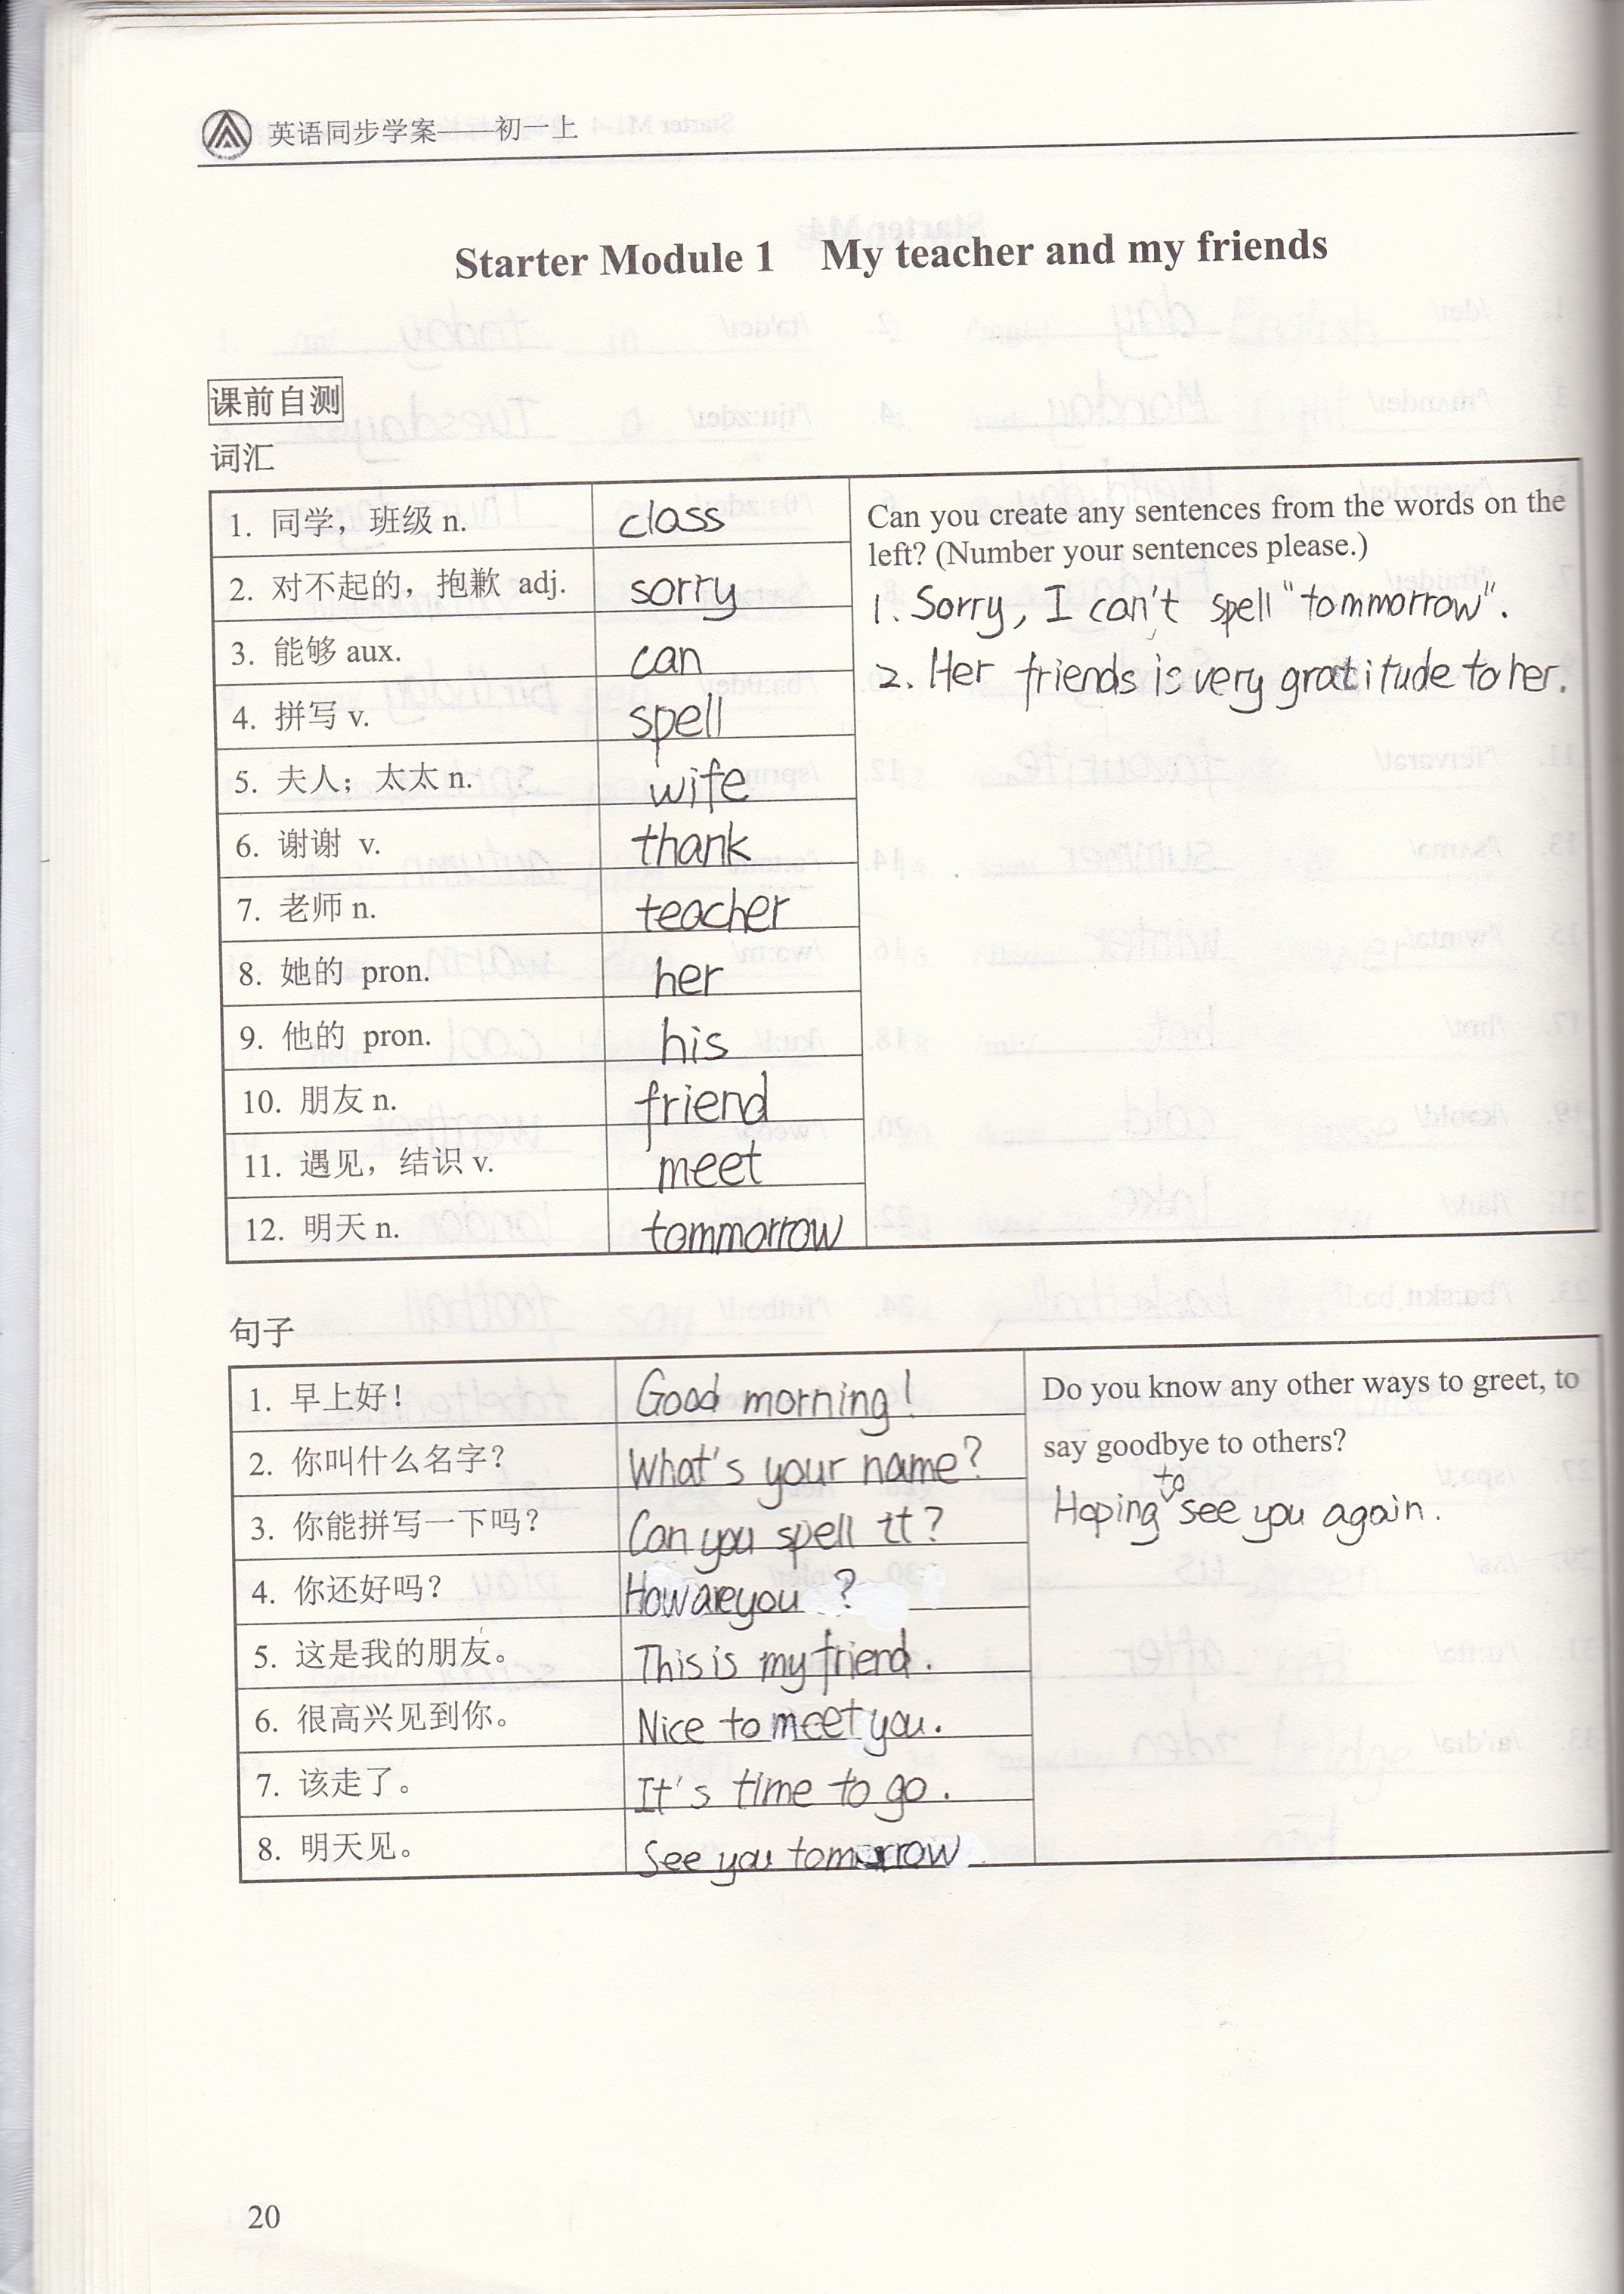 英语同步学案——初一上
Starter Module 1 My teacher and my friends
课前自测
词汇
1. 同学，班级 n. class
2. 对不起的，抱歉 adj. sorry
3. 能够 aux. can
4. 拼写 v. spell
5. 夫人；太太 n. wife
6. 谢谢 v. thank
7. 老师 n. teacher
8. 她的 pron. her
9. 他的 pron. his
10. 朋友 n. friend
11. 遇见，结识 v. meet
12. 明天 n. tommorrow
Can you create any sentences from the words on the
left? (Number your sentences please.)
1. Sorry, I can't spell "tommorrow".
2. Her friends is very gratitude to her.
句子
1. 早上好！ Good morning!
2. 你叫什么名字？ What's your name?
3. 你能拼写一下吗？ Can you spell it?
4. 你还好吗？ How are you ?
5. 这是我的朋友。 This is my friend.
6. 很高兴见到你。 Nice to meet you.
7. 该走了。 It's time to go.
8. 明天见。 See you tomorrow.
Do you know any other ways to greet, to
say goodbye to others?
Hoping to see you again.
20